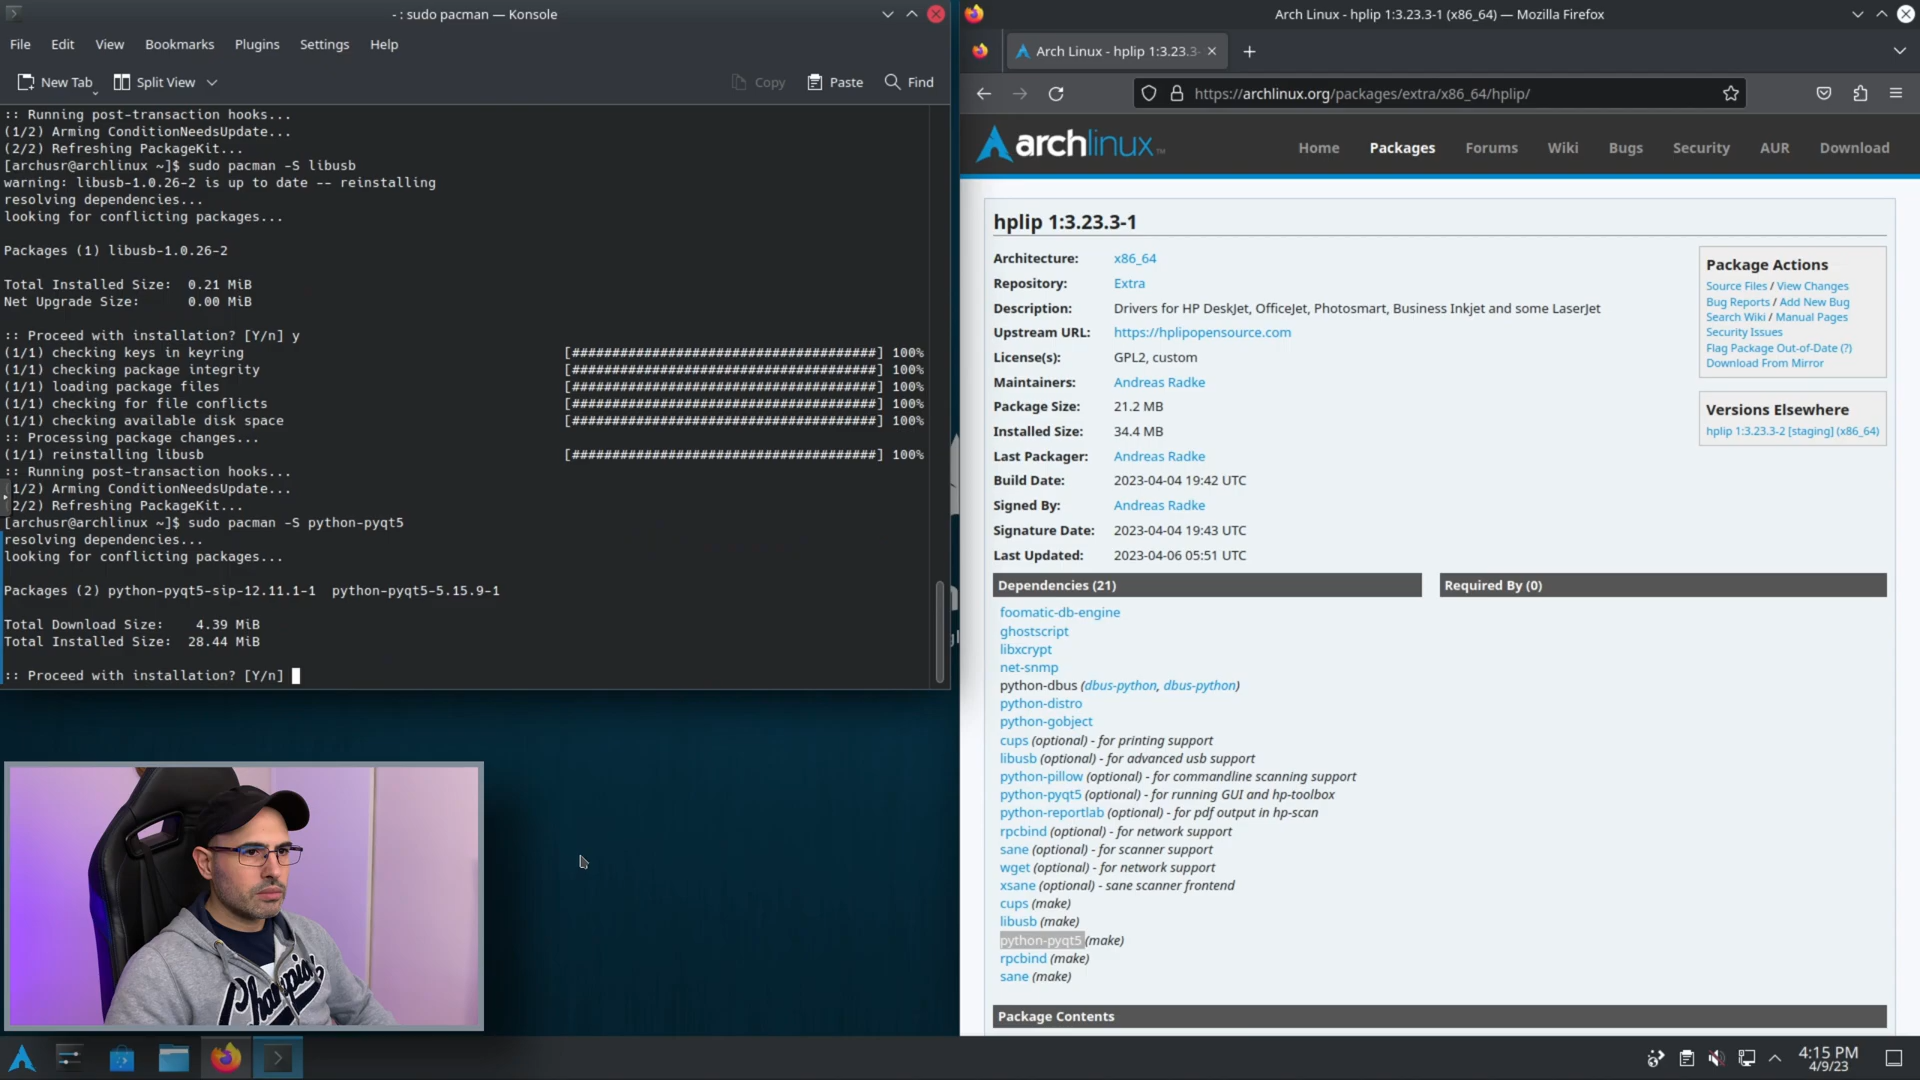 - : sudo pacman — Konsole
File Edit View Bookmarks Plugins Settings Help
New Tab Split View Copy Paste Find
:: Running post-transaction hooks...
(1/2) Arming ConditionNeedsUpdate...
(2/2) Refreshing PackageKit...
[archusr@archlinux ~]$ sudo pacman -S libusb
warning: libusb-1.0.26-2 is up to date -- reinstalling
resolving dependencies...
looking for conflicting packages...
Packages (1) libusb-1.0.26-2
Total Installed Size: 0.21 MiB
Net Upgrade Size: 0.00 MiB
:: Proceed with installation? [Y/n] y
(1/1) checking keys in keyring [######################################] 100%
(1/1) checking package integrity [######################################] 100%
(1/1) loading package files [######################################] 100%
(1/1) checking for file conflicts [######################################] 100%
(1/1) checking available disk space [######################################] 100%
:: Processing package changes...
(1/1) reinstalling libusb [######################################] 100%
:: Running post-transaction hooks...
1/2) Arming ConditionNeedsUpdate...
2/2) Refreshing PackageKit...
[archusr@archlinux ~]$ sudo pacman -S python-pyqt5
resolving dependencies...
looking for conflicting packages...
Packages (2) python-pyqt5-sip-12.11.1-1 python-pyqt5-5.15.9-1
Total Download Size: 4.39 MiB
Total Installed Size: 28.44 MiB
:: Proceed with installation? [Y/n]
Champion
Arch Linux - hplip 1:3.23.3-1 (x86_64) — Mozilla Firefox
Arch Linux - hplip 1:3.23.3-
https://archlinux.org/packages/extra/x86_64/hplip/
archlinux™
Home Packages Forums Wiki Bugs Security AUR Download
hplip 1:3.23.3-1
Architecture: x86_64
Repository: Extra
Description: Drivers for HP DeskJet, OfficeJet, Photosmart, Business Inkjet and some LaserJet
Upstream URL: https://hplipopensource.com
License(s): GPL2, custom
Maintainers: Andreas Radke
Package Size: 21.2 MB
Installed Size: 34.4 MB
Last Packager: Andreas Radke
Build Date: 2023-04-04 19:42 UTC
Signed By: Andreas Radke
Signature Date: 2023-04-04 19:43 UTC
Last Updated: 2023-04-06 05:51 UTC
Package Actions
Source Files / View Changes
Bug Reports / Add New Bug
Search Wiki / Manual Pages
Security Issues
Flag Package Out-of-Date (?)
Download From Mirror
Versions Elsewhere
hplip 1:3.23.3-2 [staging] (x86_64)
Dependencies (21)
foomatic-db-engine
ghostscript
libxcrypt
net-snmp
python-dbus (dbus-python, dbus-python)
python-distro
python-gobject
cups (optional) - for printing support
libusb (optional) - for advanced usb support
python-pillow (optional) - for commandline scanning support
python-pyqt5 (optional) - for running GUI and hp-toolbox
python-reportlab (optional) - for pdf output in hp-scan
rpcbind (optional) - for network support
sane (optional) - for scanner support
wget (optional) - for network support
xsane (optional) - sane scanner frontend
cups (make)
libusb (make)
python-pyqt5 (make)
rpcbind (make)
sane (make)
Required By (0)
Package Contents
4:15 PM
4/9/23